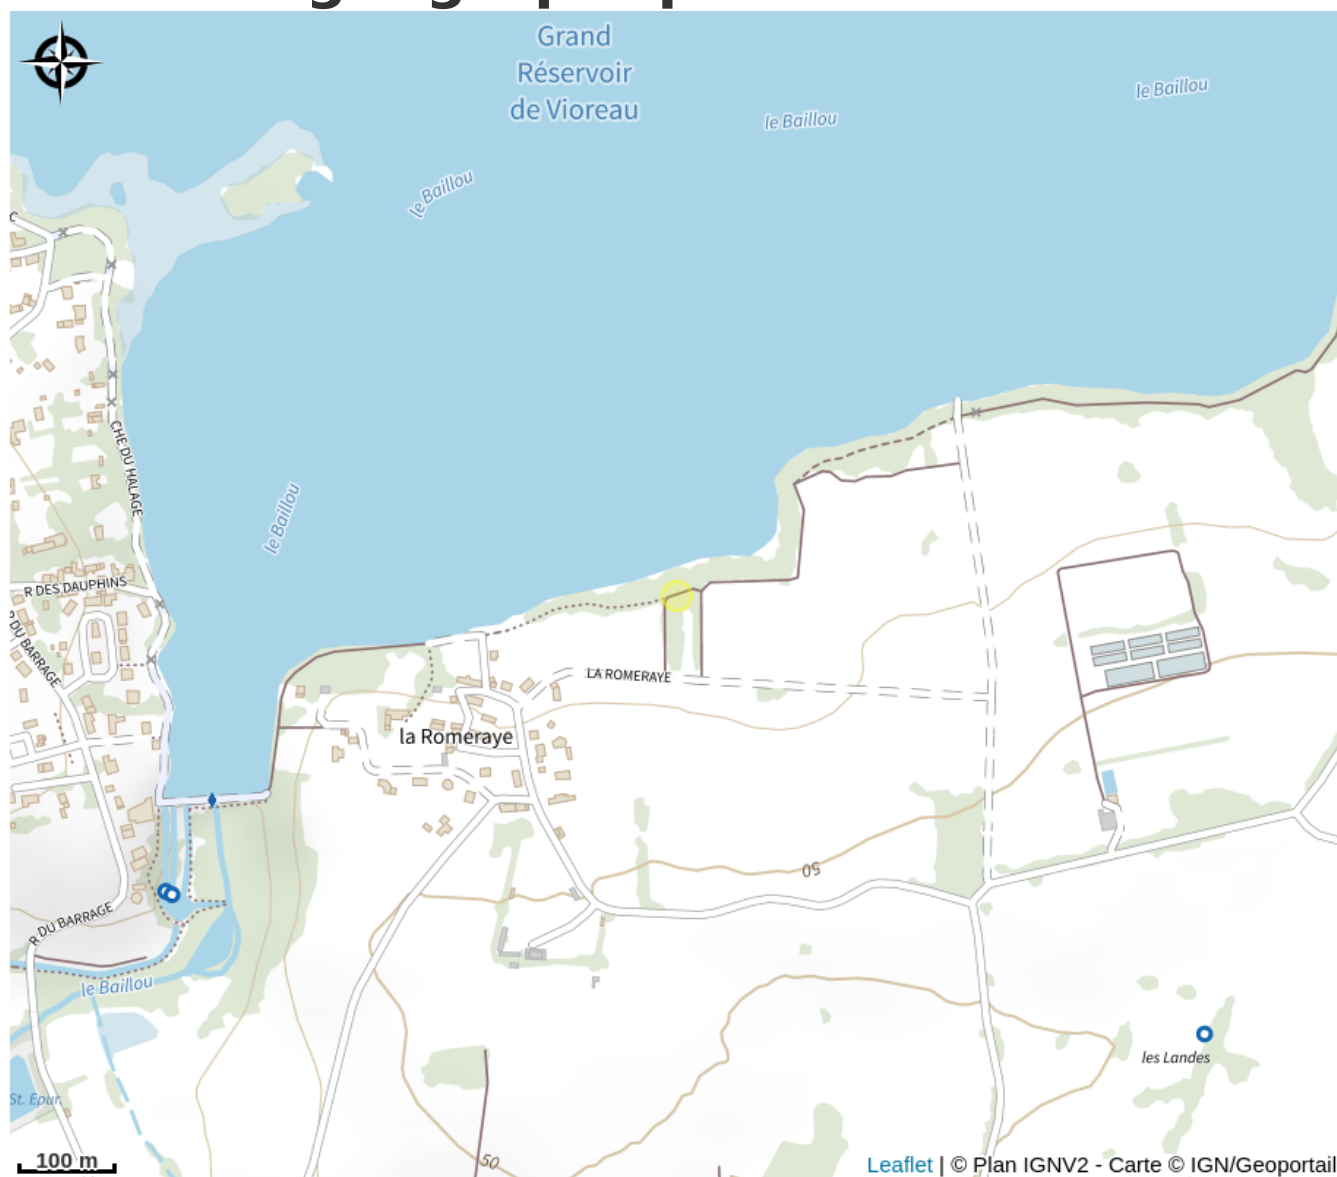 Grand
Réservoir
de Vioreau
le Baillou
le Baillou
le Baillou
C
CHE DU HALAGE
le Baillou
R DES DAUPHINS
R DU BARRAGE
LA ROMERAYE
la Romeraye
50
R DU BARRAGE
le Baillou
les Landes
St. Epur.
50
100 m
Leaflet | © Plan IGNV2 - Carte © IGN/Geoportail